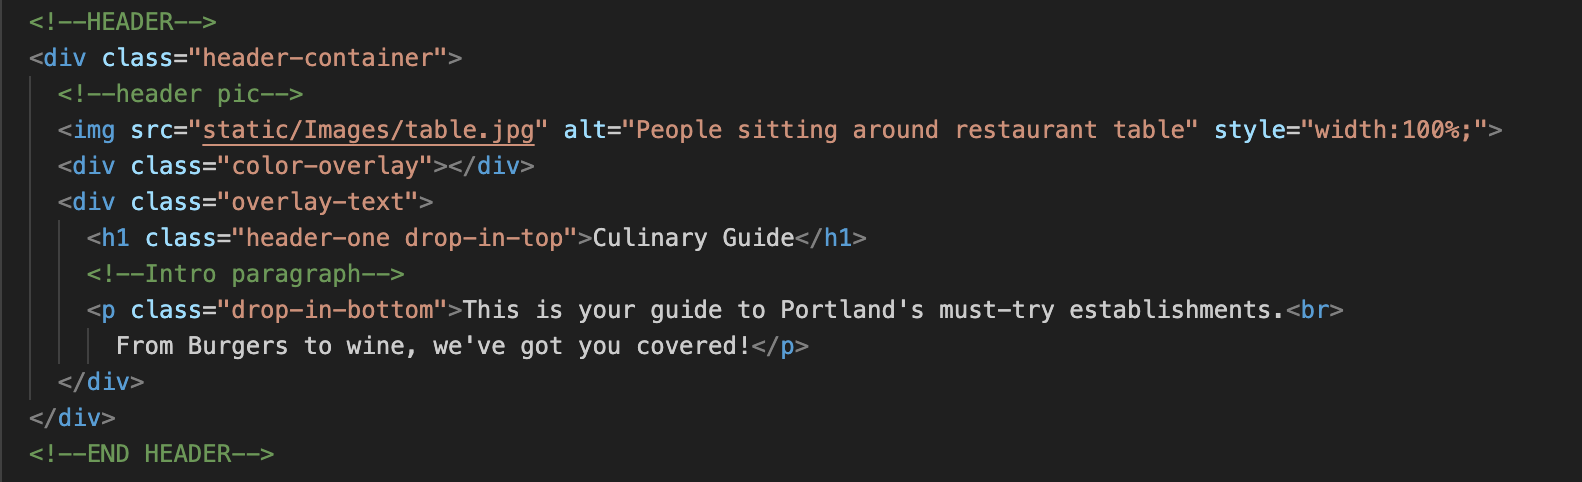 <!--HEADER-->
<div class="header-container">
<!--header pic-->
<img src="static/Images/table.jpg" alt="People sitting around restaurant table" style="width:100%;">
<div class="color-overlay"></div>
<div class="overlay-text">
<h1 class="header-one drop-in-top">Culinary Guide</h1>
<!--Intro paragraph-->
<p class="drop-in-bottom">This is your guide to Portland's must-try establishments.<br>
From Burgers to wine, we've got you covered!</p>
</div>
</div>
<!--END HEADER-->